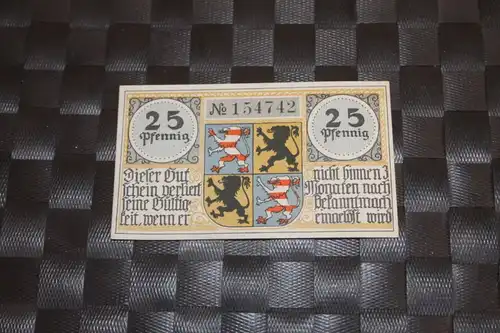 № 154742
25
Pfennig
25
Pfennig
Dieser Gut
schein verliert
seine Gültig
keit, wenn er
nicht binnen 3
Monaten nach
Bekanntmach
eingelöst wird